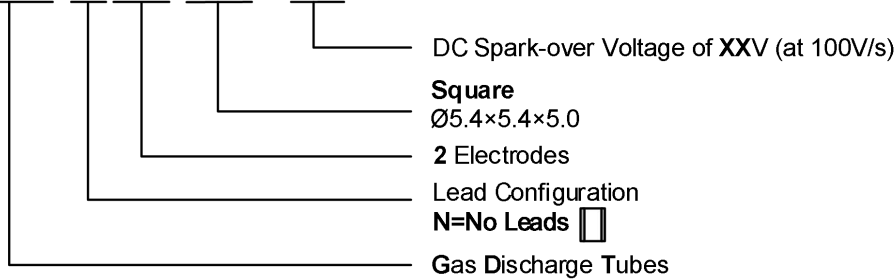 DC Spark-over Voltage of XXV (at 100V/s)
Square
Ø5.4×5.4×5.0
2 Electrodes
Lead Configuration
N=No Leads
Gas Discharge Tubes